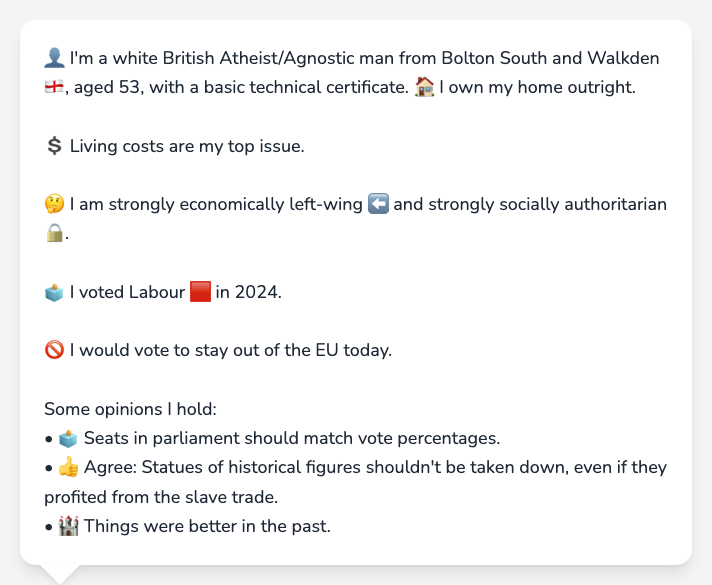 👤 I'm a white British Atheist/Agnostic man from Bolton South and Walkden
🏴󠁧󠁢󠁥󠁮󠁧󠁿, aged 53, with a basic technical certificate. 🏠 I own my home outright.
💲 Living costs are my top issue.
🤔 I am strongly economically left-wing ⬅️ and strongly socially authoritarian
🔒.
🗳️ I voted Labour 🟥 in 2024.
🚫 I would vote to stay out of the EU today.
Some opinions I hold:
• 🗳️ Seats in parliament should match vote percentages.
• 👍 Agree: Statues of historical figures shouldn't be taken down, even if they
profited from the slave trade.
• 🏰 Things were better in the past.